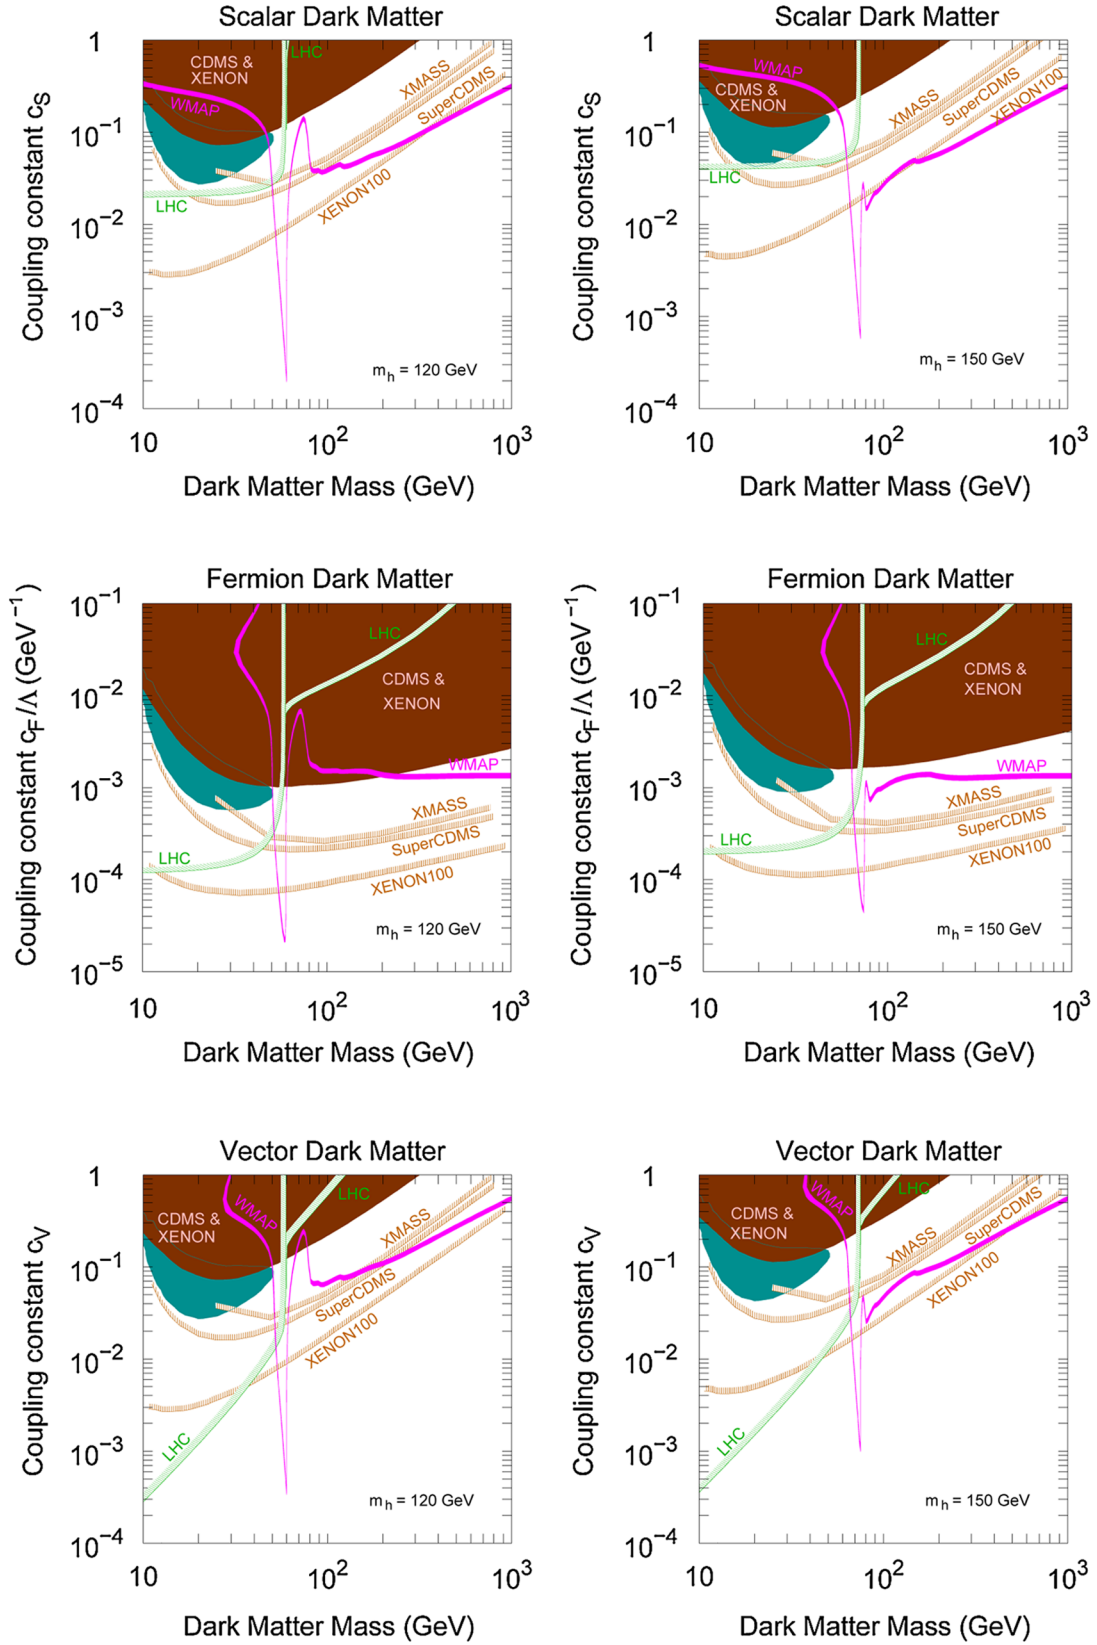 Scalar Dark Matter
Coupling constant c_S
1
10^−1
10^−2
10^−3
10^−4
CDMS &
XENON
WMAP
LHC
LHC
XMASS
SuperCDMS
XENON100
m_h = 120 GeV
10
10^2
10^3
Dark Matter Mass (GeV)
Scalar Dark Matter
Coupling constant c_S
1
10^−1
10^−2
10^−3
10^−4
WMAP
CDMS &
XENON
LHC
XMASS
SuperCDMS
XENON100
m_h = 150 GeV
10
10^2
10^3
Dark Matter Mass (GeV)
Fermion Dark Matter
Coupling constant c_F/Λ (GeV^−1)
10^−1
10^−2
10^−3
10^−4
10^−5
LHC
CDMS &
XENON
WMAP
XMASS
SuperCDMS
XENON100
LHC
m_h = 120 GeV
10
10^2
10^3
Dark Matter Mass (GeV)
Fermion Dark Matter
Coupling constant c_F/Λ (GeV^−1)
10^−1
10^−2
10^−3
10^−4
10^−5
LHC
CDMS &
XENON
WMAP
XMASS
SuperCDMS
XENON100
LHC
m_h = 150 GeV
10
10^2
10^3
Dark Matter Mass (GeV)
Vector Dark Matter
Coupling constant c_V
1
10^−1
10^−2
10^−3
10^−4
CDMS &
XENON
WMAP
LHC
XMASS
SuperCDMS
XENON100
LHC
m_h = 120 GeV
10
10^2
10^3
Dark Matter Mass (GeV)
Vector Dark Matter
Coupling constant c_V
1
10^−1
10^−2
10^−3
10^−4
WMAP
CDMS &
XENON
LHC
XMASS
SuperCDMS
XENON100
LHC
m_h = 150 GeV
10
10^2
10^3
Dark Matter Mass (GeV)